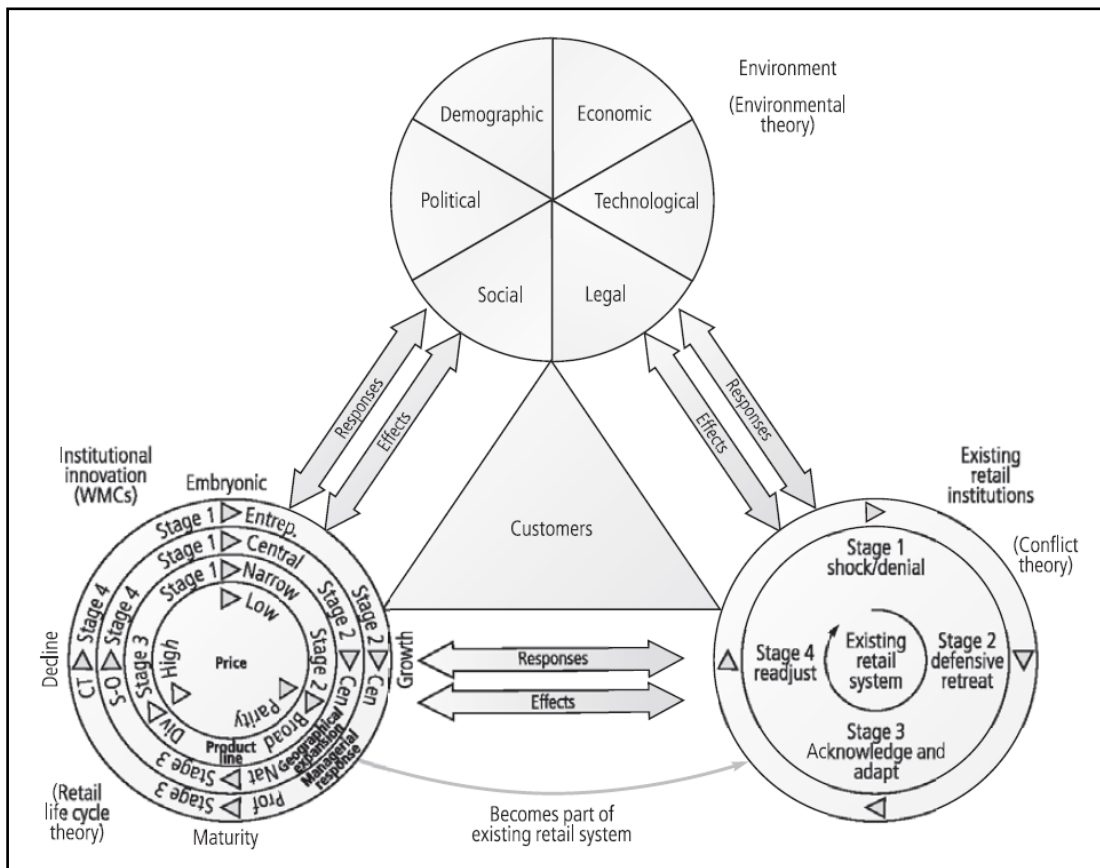 Environment
(Environmental
theory)
Demographic
Economic
Political
Technological
Social
Legal
Responses
Effects
Responses
Effects
Customers
Institutional
innovation
(WMCs)
Embryonic
Growth
Maturity
Decline
(Retail
life cycle
theory)
Stage 1
Entrep.
Stage 2
Cen
Stage 3
Prof
Stage 4
CT
Managerial
response
Stage 1
Central
Stage 2
Cen
Stage 3
Nat
Stage 4
S-O
Geographical/
expansion
Stage 1
Narrow
Stage 2
Broad
Stage 3
Div
Product
line
Low
Parity
High
Price
Responses
Effects
Becomes part of
existing retail system
Existing
retail
institutions
(Conflict
theory)
Stage 1
shock/denial
Stage 2
defensive
retreat
Stage 3
Acknowledge and
adapt
Stage 4
readjust
Existing
retail
system